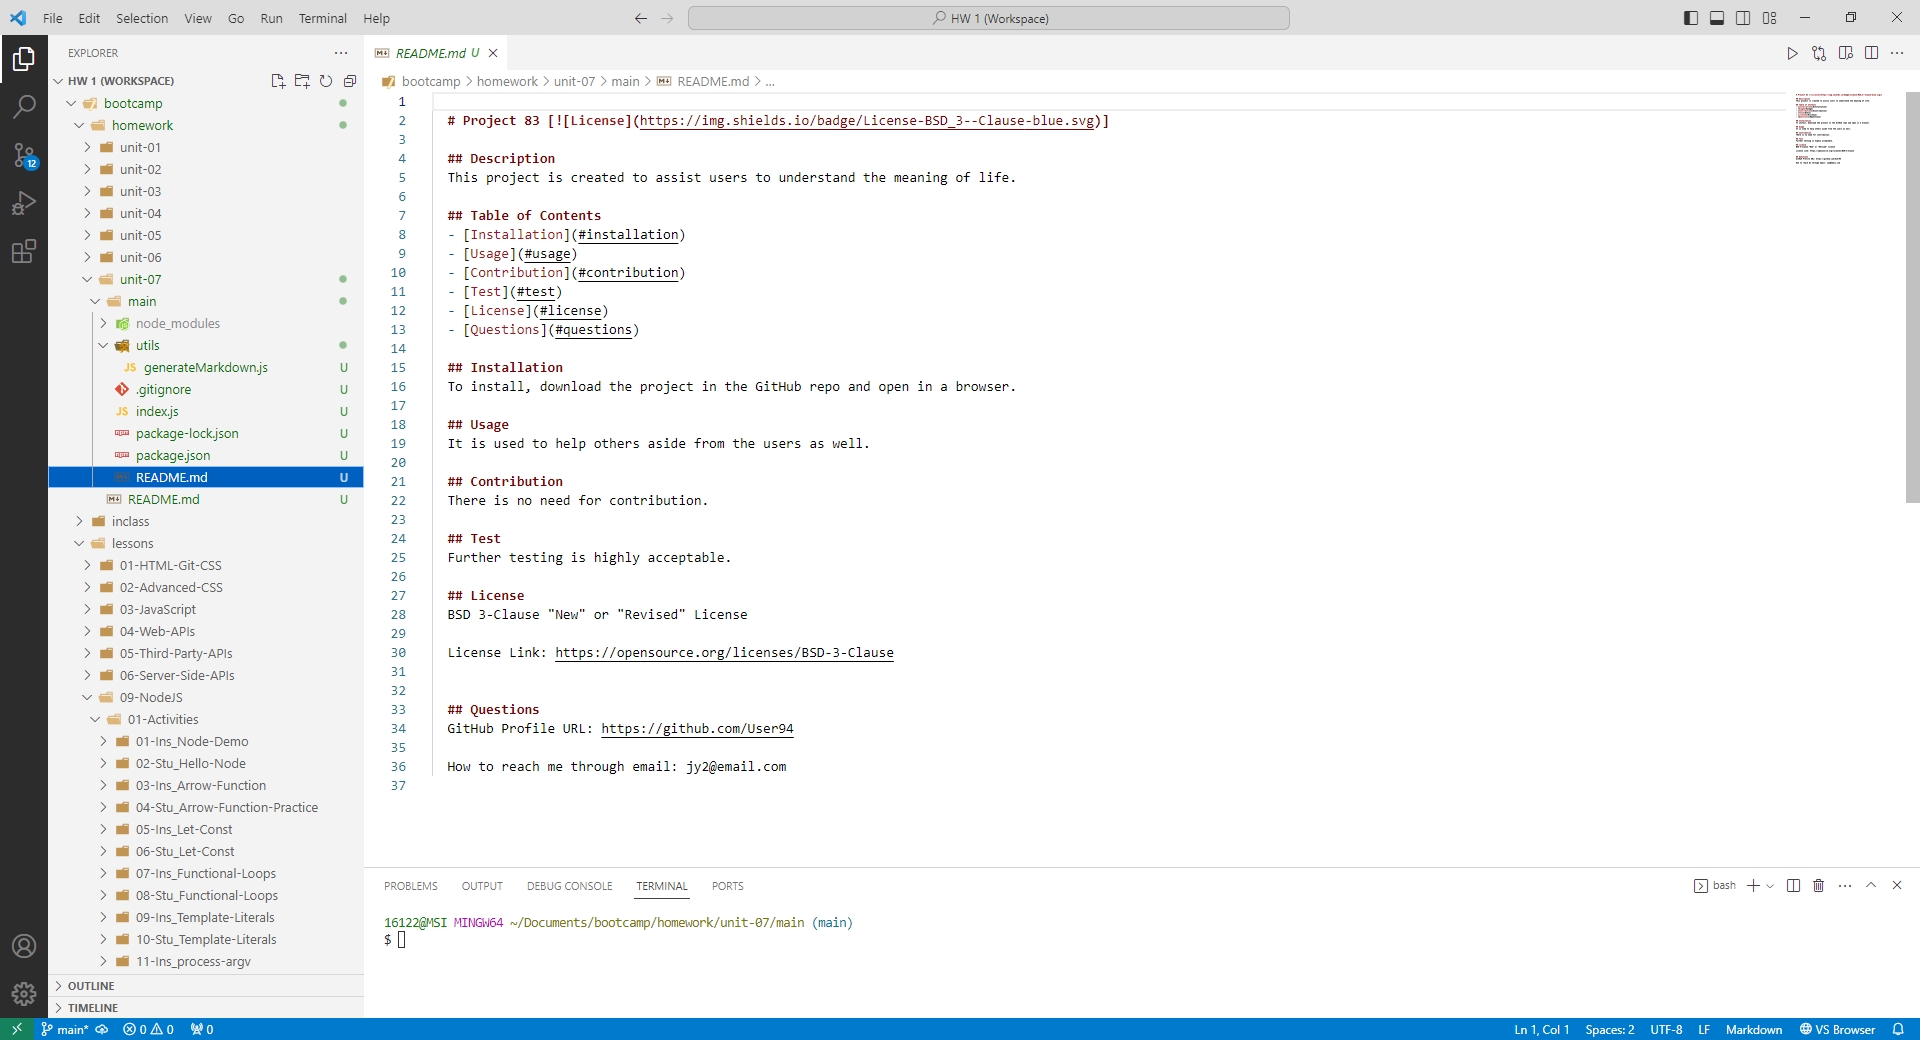 File Edit Selection View Go Run Terminal Help
HW 1 (Workspace)
EXPLORER
HW 1 (WORKSPACE)
bootcamp
homework
unit-01
unit-02
unit-03
unit-04
unit-05
unit-06
unit-07
main
node_modules
utils
JS generateMarkdown.js U
.gitignore U
JS index.js U
package-lock.json U
package.json U
README.md U
README.md U
inclass
lessons
01-HTML-Git-CSS
02-Advanced-CSS
03-JavaScript
04-Web-APIs
05-Third-Party-APIs
06-Server-Side-APIs
09-NodeJS
01-Activities
01-Ins_Node-Demo
02-Stu_Hello-Node
03-Ins_Arrow-Function
04-Stu_Arrow-Function-Practice
05-Ins_Let-Const
06-Stu_Let-Const
07-Ins_Functional-Loops
08-Stu_Functional-Loops
09-Ins_Template-Literals
10-Stu_Template-Literals
11-Ins_process-argv
OUTLINE
TIMELINE
12
README.md U
bootcamp > homework > unit-07 > main > README.md > ...
1
2 # Project 83 [![License](https://img.shields.io/badge/License-BSD_3--Clause-blue.svg)]
3
4 ## Description
5 This project is created to assist users to understand the meaning of life.
6
7 ## Table of Contents
8 - [Installation](#installation)
9 - [Usage](#usage)
10 - [Contribution](#contribution)
11 - [Test](#test)
12 - [License](#license)
13 - [Questions](#questions)
14
15 ## Installation
16 To install, download the project in the GitHub repo and open in a browser.
17
18 ## Usage
19 It is used to help others aside from the users as well.
20
21 ## Contribution
22 There is no need for contribution.
23
24 ## Test
25 Further testing is highly acceptable.
26
27 ## License
28 BSD 3-Clause "New" or "Revised" License
29
30 License Link: https://opensource.org/licenses/BSD-3-Clause
31
32
33 ## Questions
34 GitHub Profile URL: https://github.com/User94
35
36 How to reach me through email: jy2@email.com
37
PROBLEMS OUTPUT DEBUG CONSOLE TERMINAL PORTS
bash
16122@MSI MINGW64 ~/Documents/bootcamp/homework/unit-07/main (main)
$
main* 0 0 0
Ln 1, Col 1 Spaces: 2 UTF-8 LF Markdown VS Browser